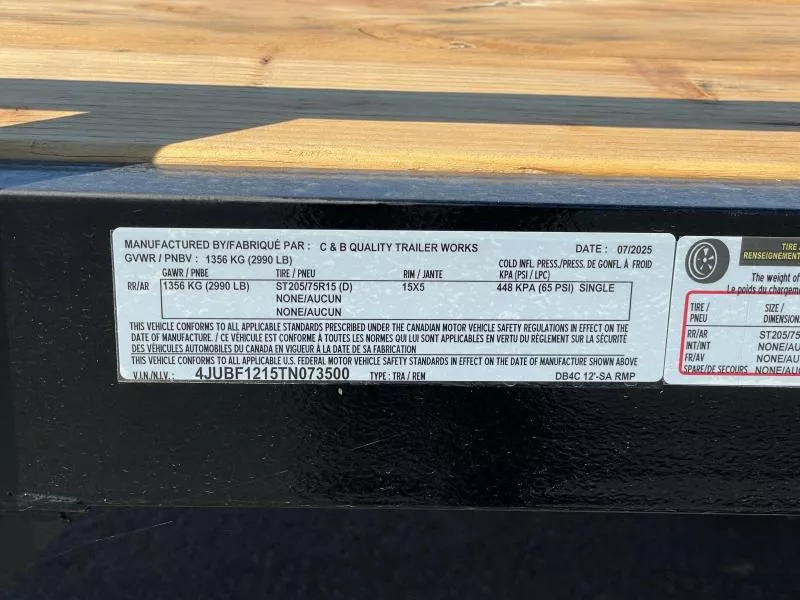 MANUFACTURED BY/FABRIQUÉ PAR : C & B QUALITY TRAILER WORKS DATE : 07/2025
GVWR / PNBV : 1356 KG (2990 LB)
COLD INFL. PRESS./PRESS. DE GONFL. À FROID
GAWR / PNBE TIRE / PNEU RIM / JANTE KPA (PSI / LPC)
RR/AR 1356 KG (2990 LB) ST205/75R15 (D) 15X5 448 KPA (65 PSI) SINGLE
NONE/AUCUN
NONE/AUCUN
THIS VEHICLE CONFORMS TO ALL APPLICABLE STANDARDS PRESCRIBED UNDER THE CANADIAN MOTOR VEHICLE SAFETY REGULATIONS IN EFFECT ON THE
DATE OF MANUFACTURE. / CE VÉHICULE EST CONFORME À TOUTES LES NORMES QUI LUI SONT APPLICABLES EN VERTU DU RÈGLEMENT SUR LA SÉCURITÉ
DES VÉHICULES AUTOMOBILES DU CANADA EN VIGUEUR À LA DATE DE SA FABRICATION
THIS VEHICLE CONFORMS TO ALL APPLICABLE U.S. FEDERAL MOTOR VEHICLE SAFETY STANDARDS IN EFFECT ON THE DATE OF MANUFACTURE SHOWN ABOVE
V.I.N./N.I.V. : 4JUBF1215TN073500 TYPE : TRA / REM DB4C 12'-SA RMP
TIRE
RENSEIGNEMENT
The weight of
Le poids du chargeme
TIRE / SIZE /
PNEU DIMENSION
RR/AR ST205/75
INT/INT NONE/AU
FR/AV NONE/AU
SPARE/DE SECOURS NONE/AUC